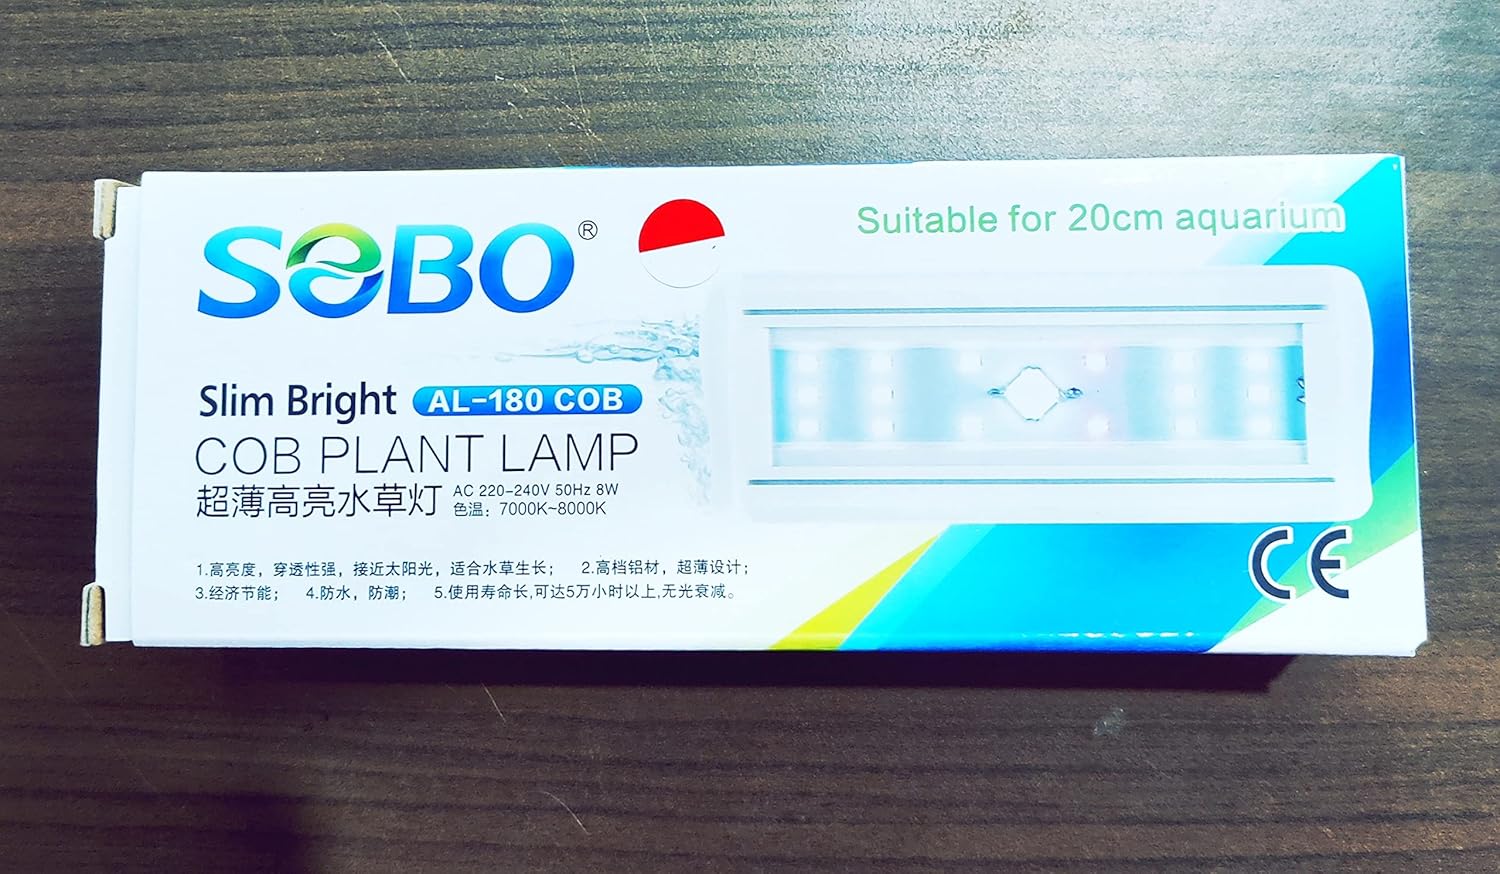 SOBO®
Suitable for 20cm aquarium
Slim Bright AL-180 COB
COB PLANT LAMP
超薄高亮水草灯 AC 220-240V 50Hz 8W
色温：7000K~8000K
1.高亮度，穿透性强，接近太阳光，适合水草生长； 2.高档铝材，超薄设计；
3.经济节能； 4.防水，防潮； 5.使用寿命长,可达5万小时以上,无光衰减。
CE